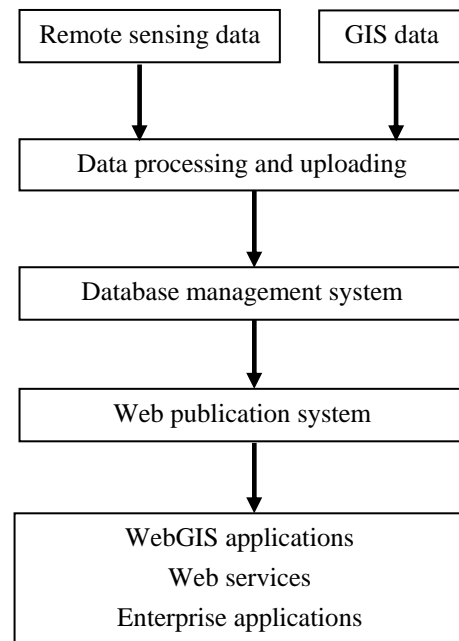 Remote sensing data
GIS data
Data processing and uploading
Database management system
Web publication system
WebGIS applications
Web services
Enterprise applications